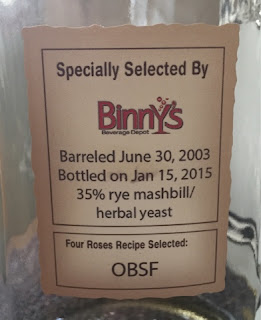 Specially Selected By
Binny's
Beverage Depot
Barreled June 30, 2003
Bottled on Jan 15, 2015
35% rye mashbill/
herbal yeast
Four Roses Recipe Selected:
OBSF